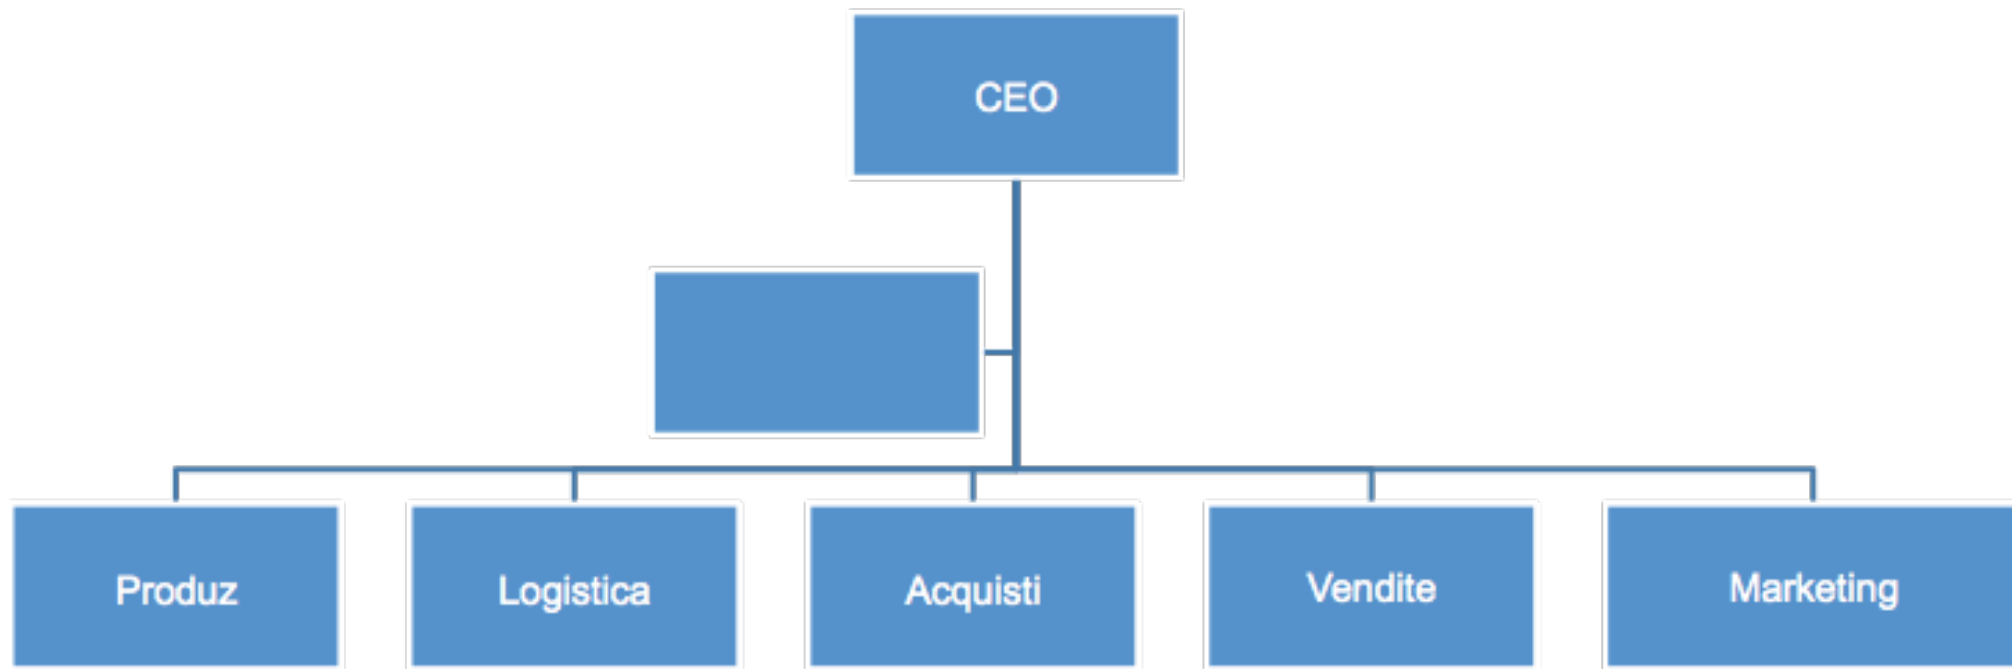 CEO
Produz
Logistica
Acquisti
Vendite
Marketing